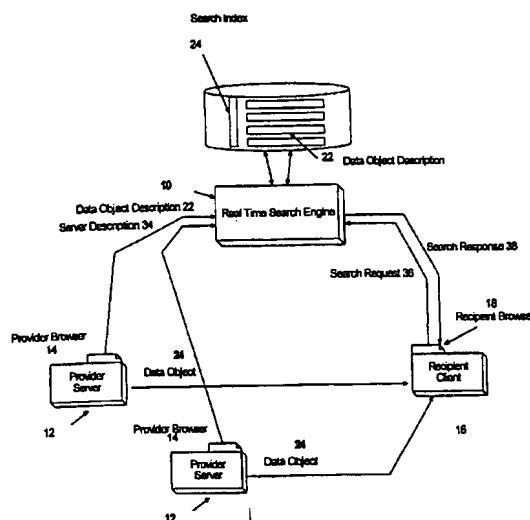 Search Index
24
22 Data Object Description
10
Real Time Search Engine
Data Object Description 22
Server Description 34
Search Response 38
Search Request 36
18
Recipient Browse
Provider Browser
14
24
Data Object
Provider
Server
Recipient
Client
12
16
Provider Browser
14
24
Data Object
Provider
Server
12